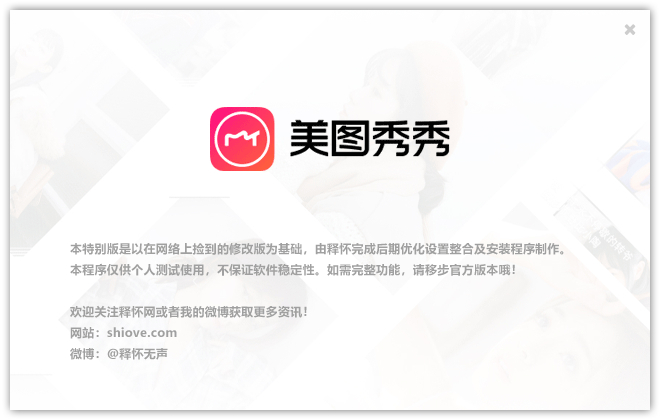 美图秀秀
本特别版是以在网络上捡到的修改版为基础，由释怀完成后期优化设置整合及安装程序制作。
本程序仅供个人测试使用，不保证软件稳定性。如需完整功能，请移步官方版本哦！
欢迎关注释怀网或者我的微博获取更多资讯！
网站：shiove.com
微博：@释怀无声